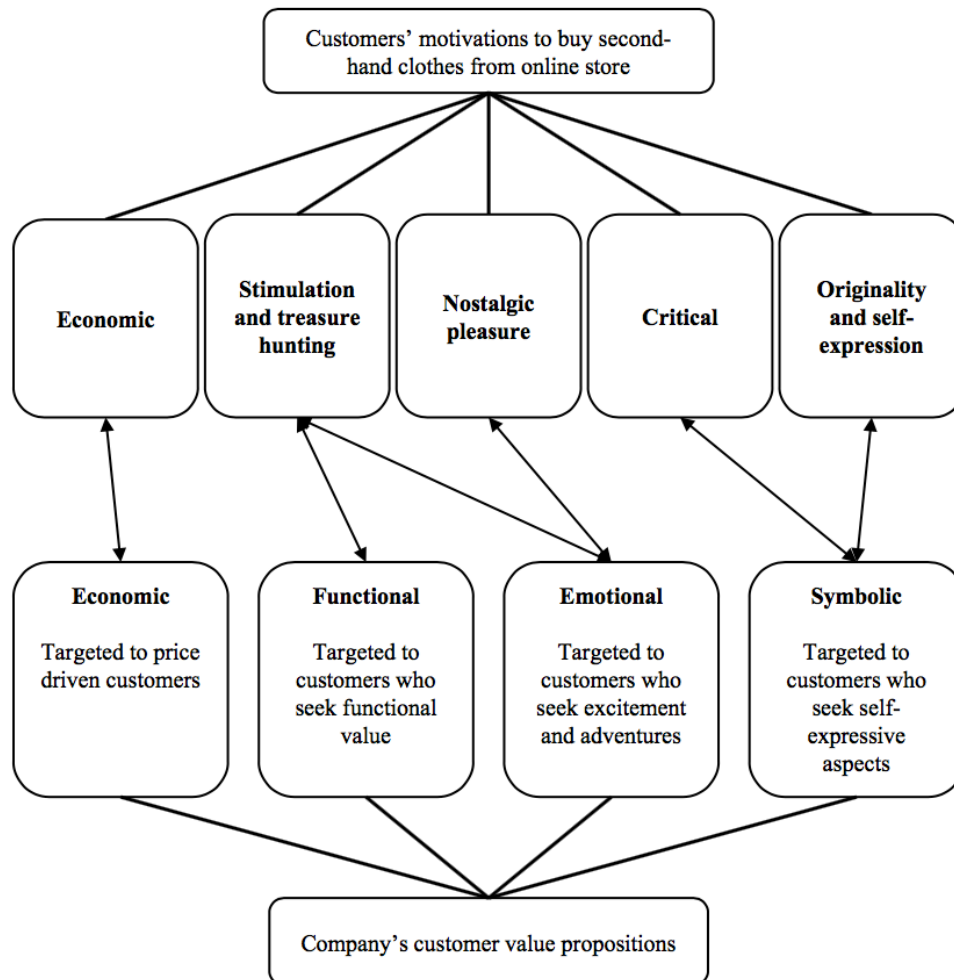 Customers’ motivations to buy second-
hand clothes from online store
Economic
Stimulation
and treasure
hunting
Nostalgic
pleasure
Critical
Originality
and self-
expression
Economic
Targeted to price
driven customers
Functional
Targeted to
customers who
seek functional
value
Emotional
Targeted to
customers who
seek excitement
and adventures
Symbolic
Targeted to
customers who
seek self-
expressive
aspects
Company’s customer value propositions